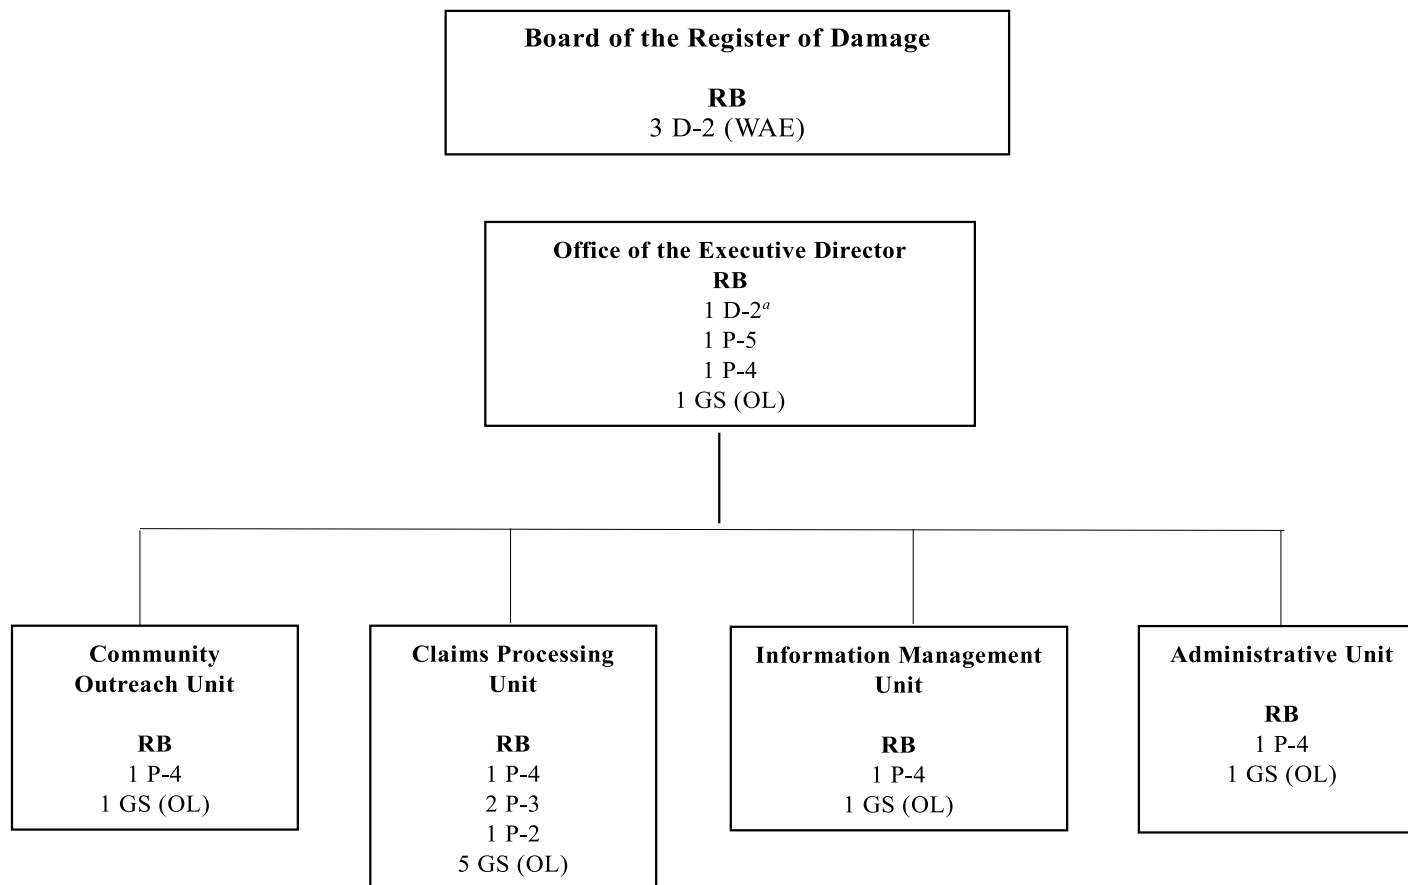 Board of the Register of Damage
RB
3 D-2 (WAE)
Office of the Executive Director
RB
1 D-2ᵃ
1 P-5
1 P-4
1 GS (OL)
Community
Outreach Unit
RB
1 P-4
1 GS (OL)
Claims Processing
Unit
RB
1 P-4
2 P-3
1 P-2
5 GS (OL)
Information Management
Unit
RB
1 P-4
1 GS (OL)
Administrative Unit
RB
1 P-4
1 GS (OL)